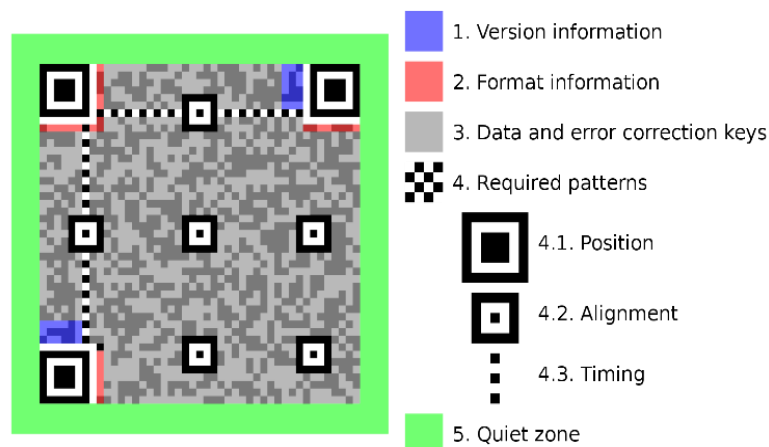 1. Version information
2. Format information
3. Data and error correction keys
4. Required patterns
4.1. Position
4.2. Alignment
4.3. Timing
5. Quiet zone